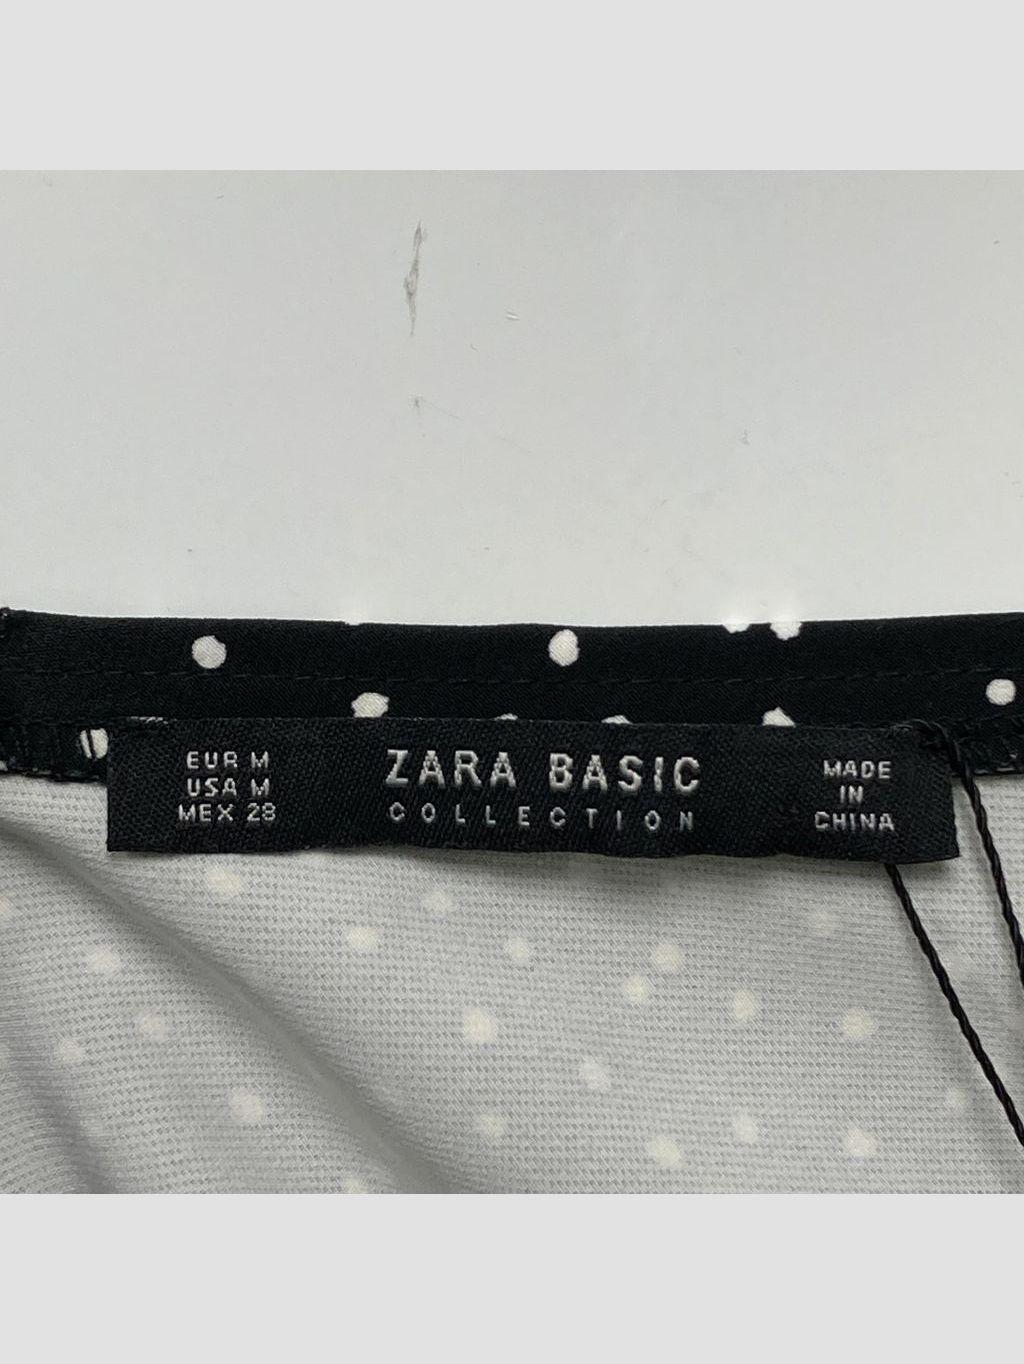 EUR M
USA M
MEX 28
ZARA BASIC
COLLECTION
MADE
IN
CHINA